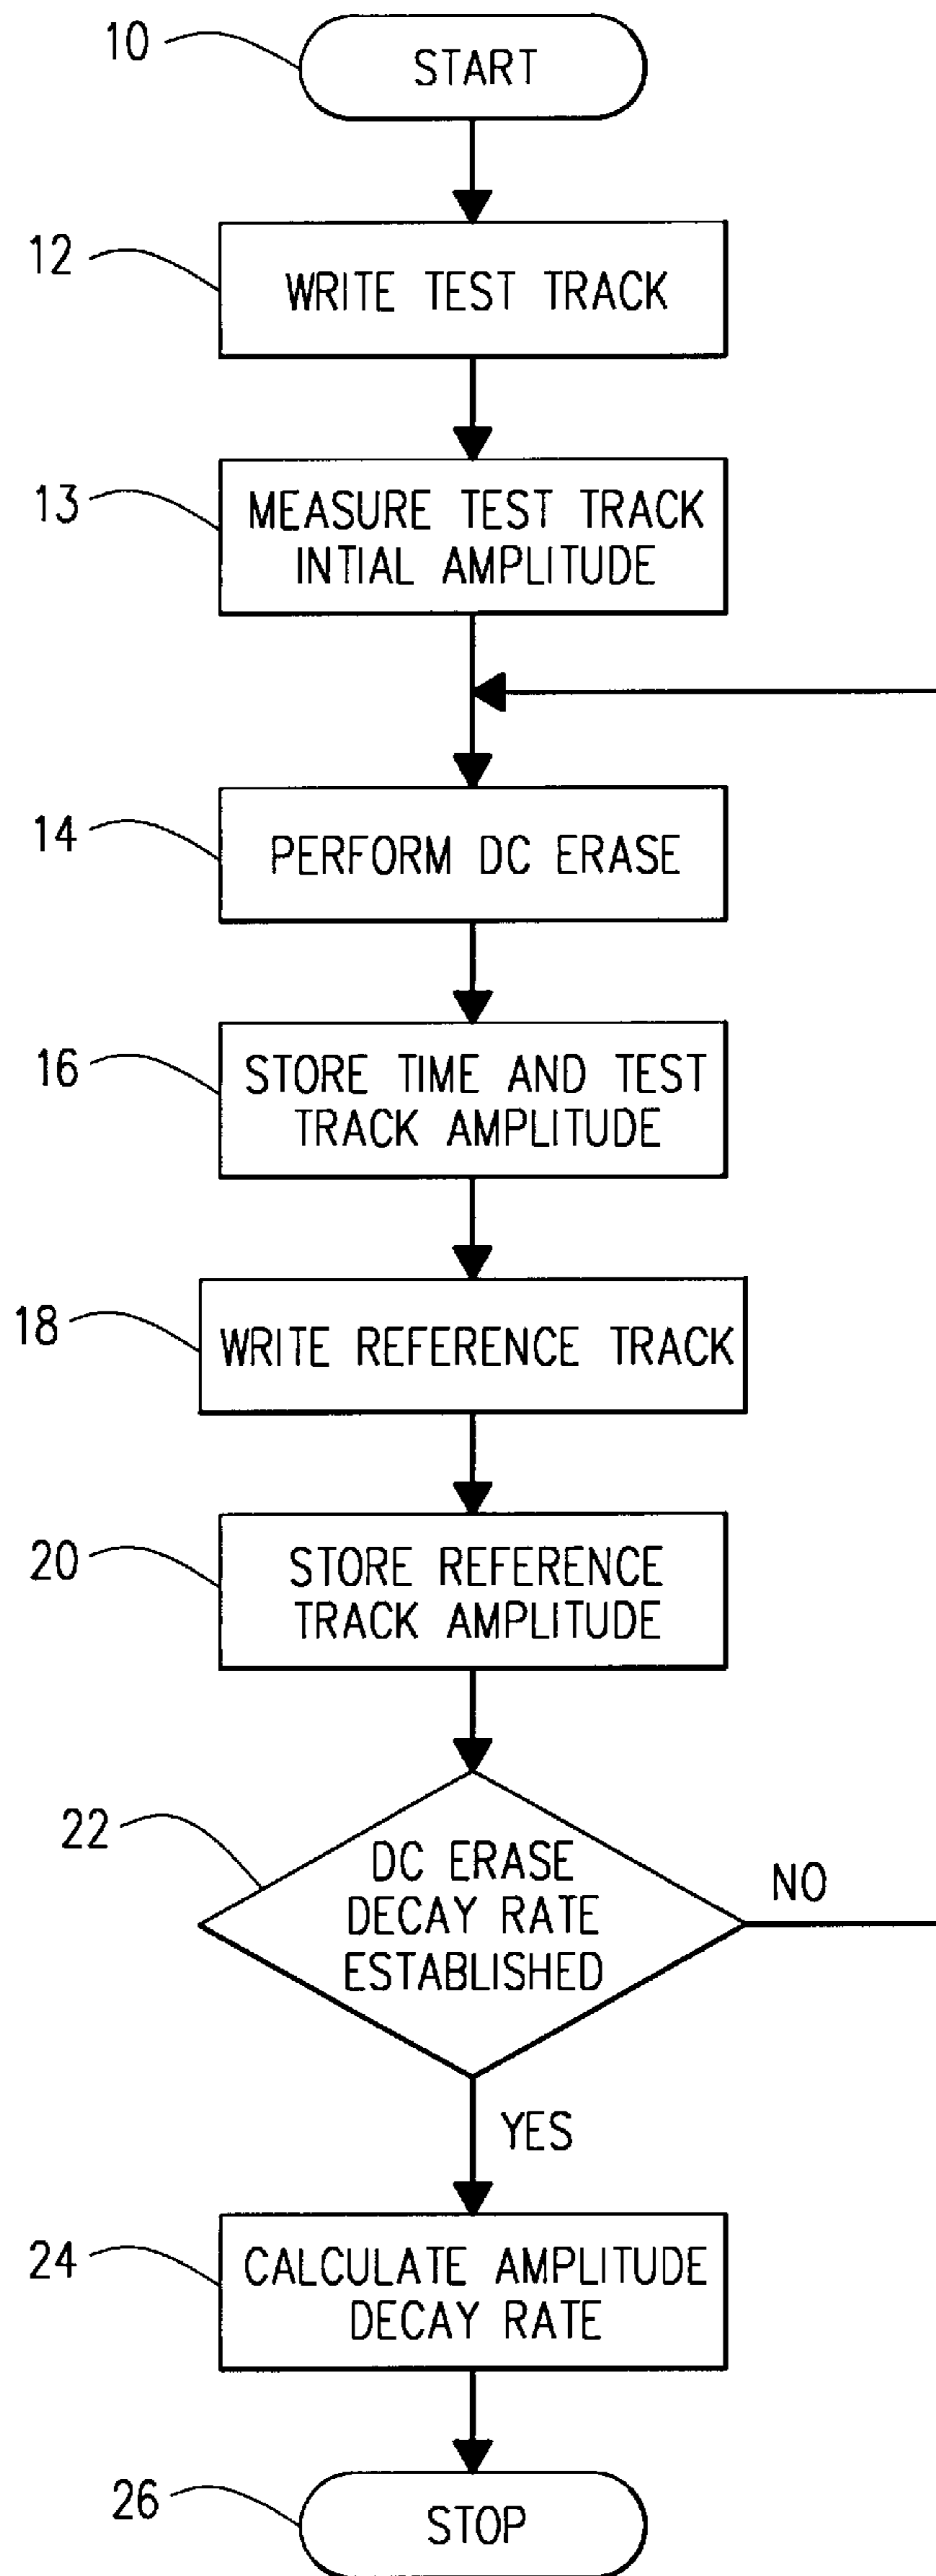 10
START
12
WRITE TEST TRACK
13
MEASURE TEST TRACK
INTIAL AMPLITUDE
14
PERFORM DC ERASE
16
STORE TIME AND TEST
TRACK AMPLITUDE
18
WRITE REFERENCE TRACK
20
STORE REFERENCE
TRACK AMPLITUDE
22
DC ERASE
DECAY RATE
ESTABLISHED
NO
YES
24
CALCULATE AMPLITUDE
DECAY RATE
26
STOP